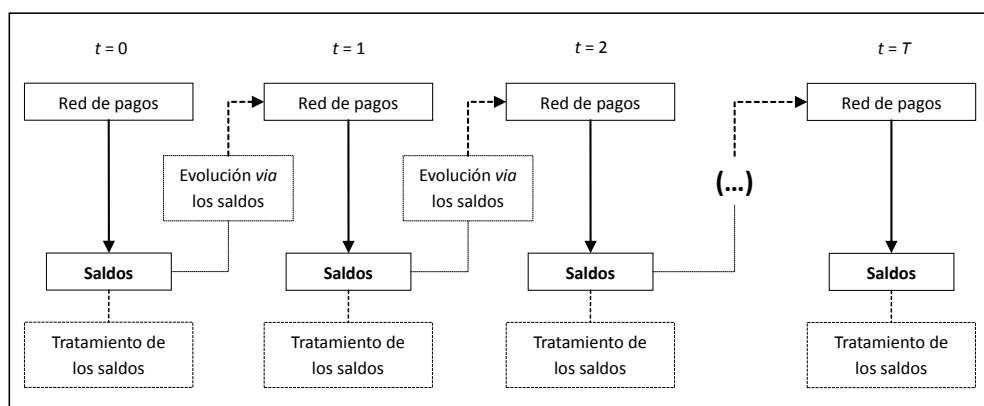 t = 0
t = 1
t = 2
t = T
Red de pagos
Red de pagos
Red de pagos
Red de pagos
Evolución via
los saldos
Evolución via
los saldos
(...)
Saldos
Saldos
Saldos
Saldos
Tratamiento de
los saldos
Tratamiento de
los saldos
Tratamiento de
los saldos
Tratamiento de
los saldos